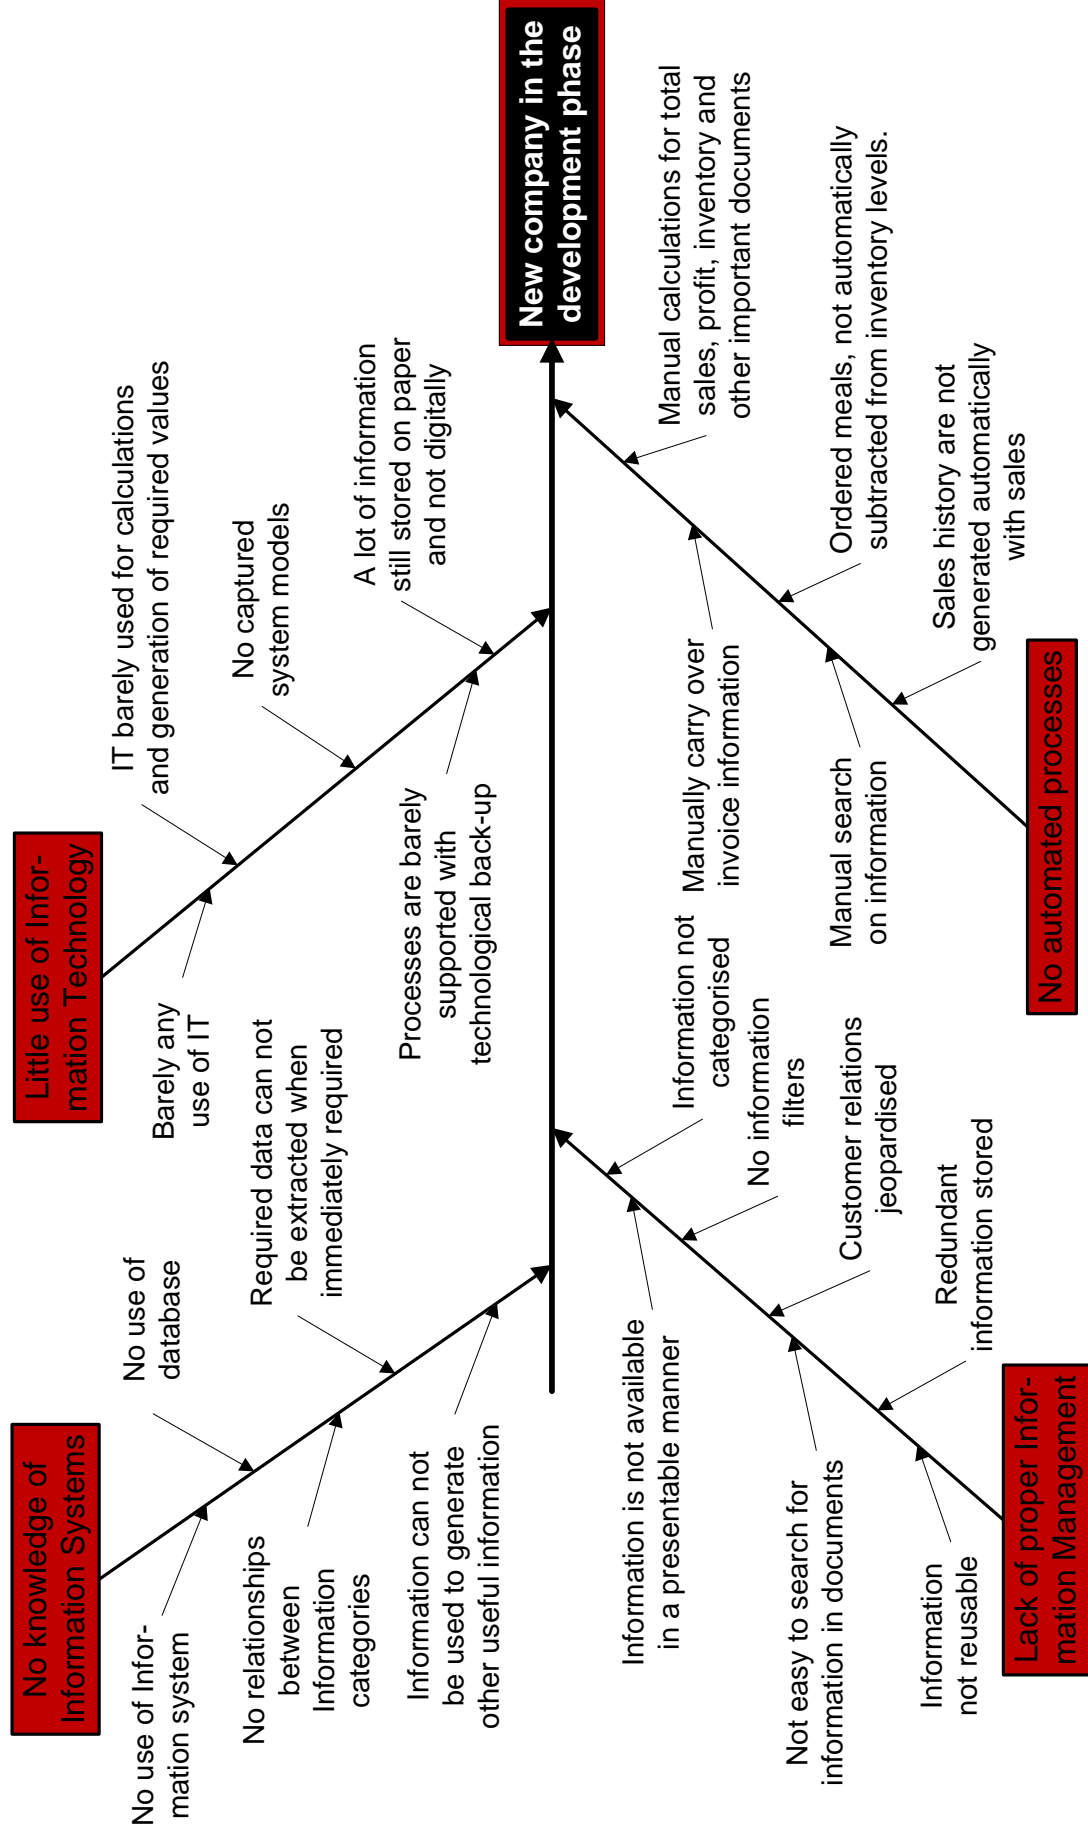 No knowledge of
Information Systems
No use of Infor-
mation system
No use of
database
No relationships
between
Information
categories
Required data can not
be extracted when
immediately required
Information can not
be used to generate
other useful information
Little use of Infor-
mation Technology
Barely any
use of IT
IT barely used for calculations
and generation of required values
No captured
system models
Processes are barely
supported with
technological back-up
A lot of information
still stored on paper
and not digitally
New company in the
development phase
Lack of proper Infor-
mation Management
Information
not reusable
Redundant
information stored
Not easy to search for
information in documents
Customer relations
jeopardised
No information
filters
Information is not available
in a presentable manner
Information not
categorised
No automated processes
Sales history are not
generated automatically
with sales
Manual search
on information
Ordered meals, not automatically
subtracted from inventory levels.
Manually carry over
invoice information
Manual calculations for total
sales, profit, inventory and
other important documents